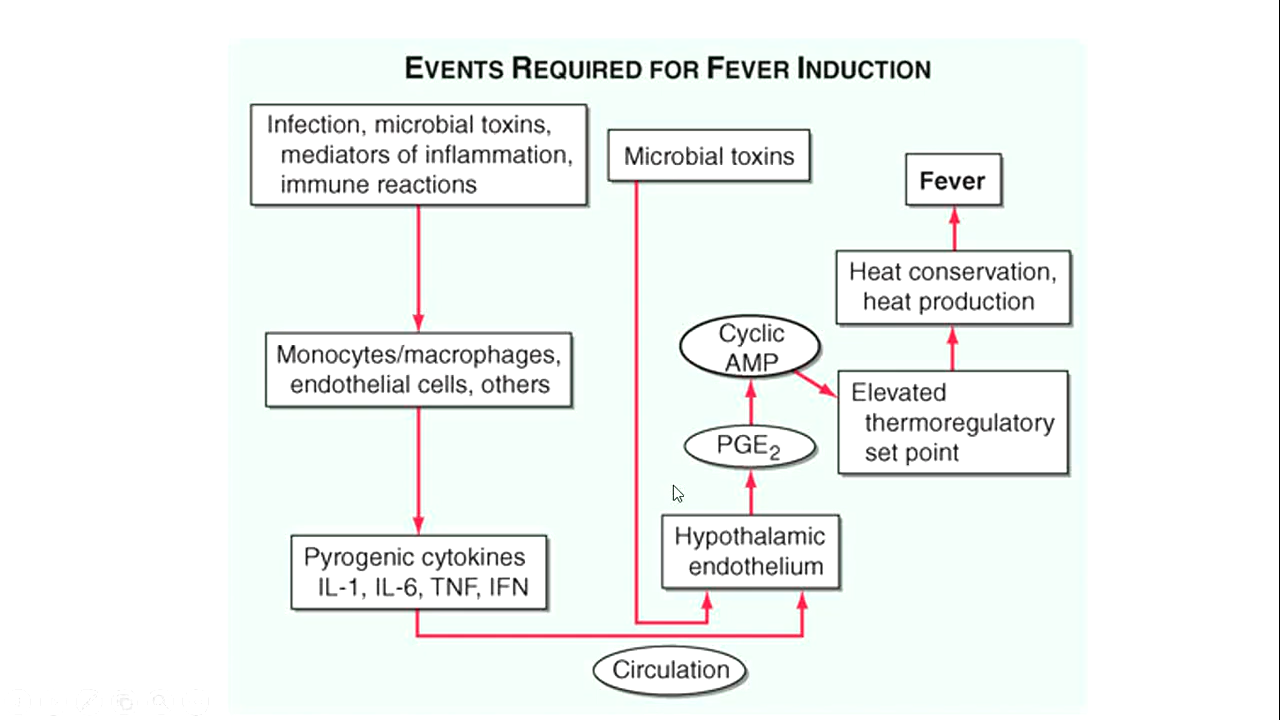 EVENTS REQUIRED FOR FEVER INDUCTION
Infection, microbial toxins,
mediators of inflammation,
immune reactions
Monocytes/macrophages,
endothelial cells, others
Pyrogenic cytokines
IL-1, IL-6, TNF, IFN
Circulation
Microbial toxins
Hypothalamic
endothelium
PGE₂
Cyclic
AMP
Elevated
thermoregulatory
set point
Heat conservation,
heat production
Fever